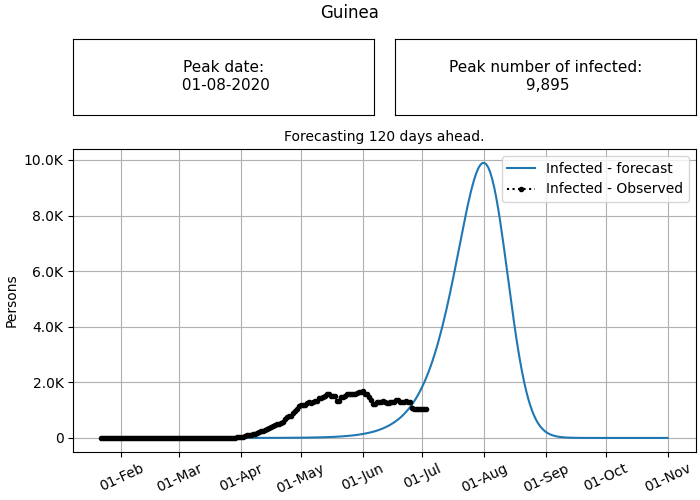 Guinea
Peak date:
01-08-2020
Peak number of infected:
9,895
Forecasting 120 days ahead.
10.0K
8.0K
6.0K
4.0K
2.0K
0
Persons
Infected - forecast
Infected - Observed
01-Feb
01-Mar
01-Apr
01-May
01-Jun
01-Jul
01-Aug
01-Sep
01-Oct
01-Nov